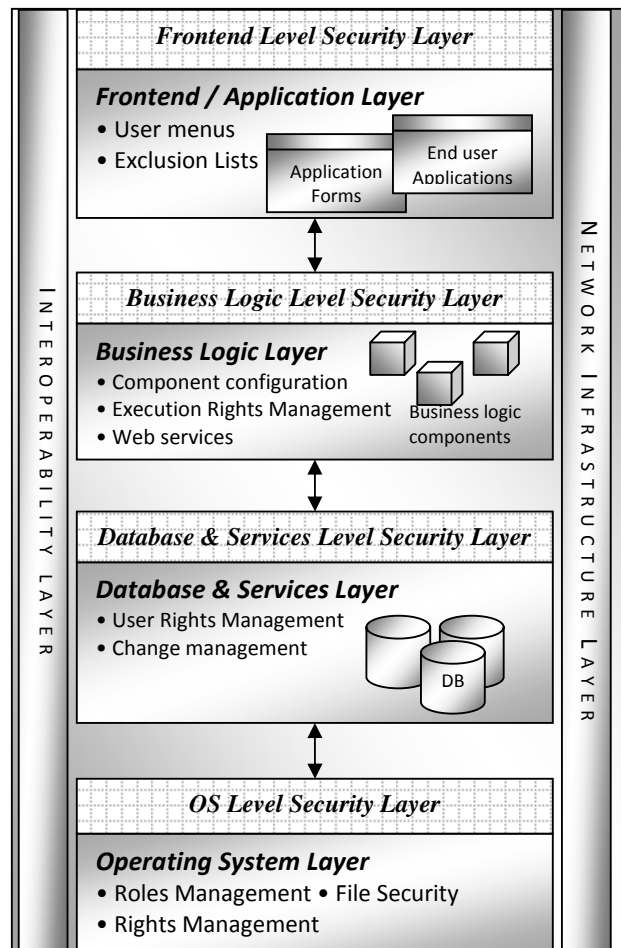 Frontend Level Security Layer
Frontend / Application Layer
• User menus
• Exclusion Lists
Application
Forms
End user
Applications
Business Logic Level Security Layer
Business Logic Layer
• Component configuration
• Execution Rights Management
• Web services
Business logic
components
Database & Services Level Security Layer
Database & Services Layer
• User Rights Management
• Change management
DB
OS Level Security Layer
Operating System Layer
• Roles Management • File Security
• Rights Management
INTEROPERABILITY LAYER
NETWORK INFRASTRUCTURE LAYER